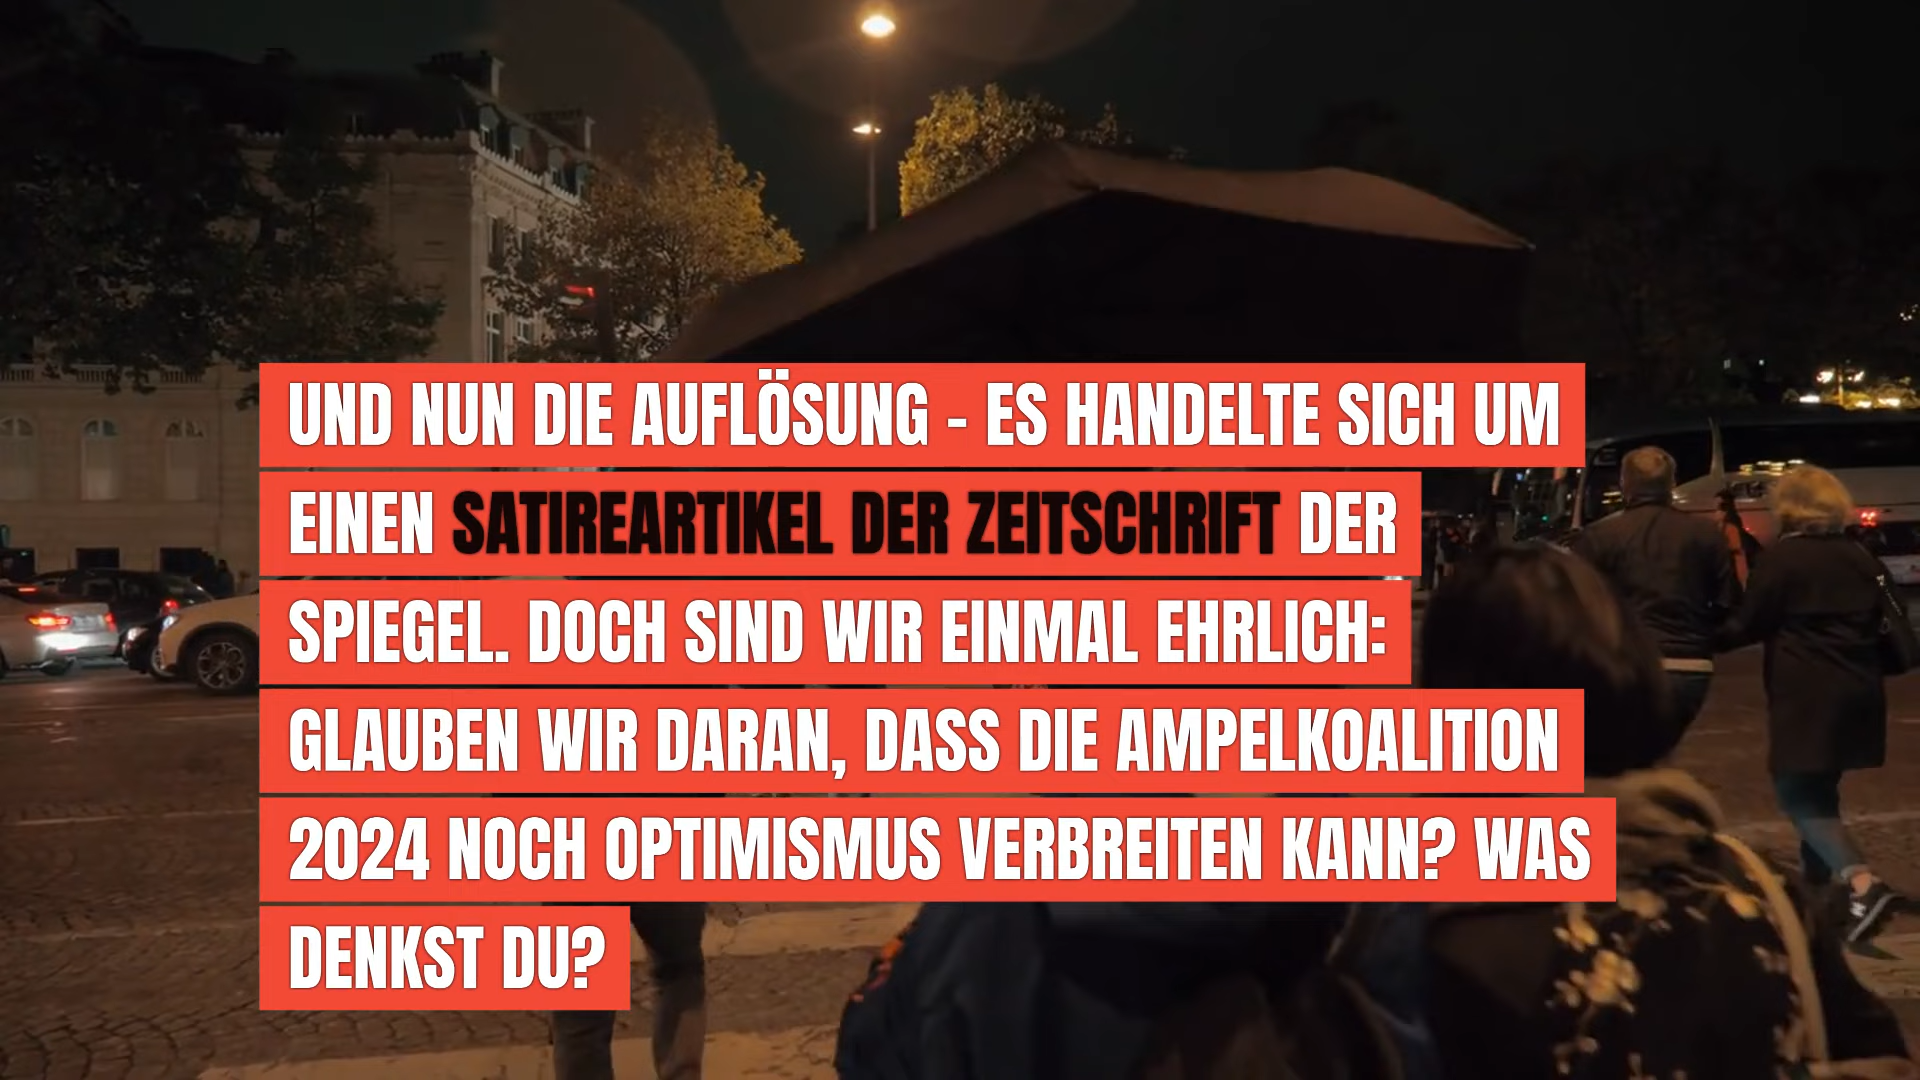 UND NUN DIE AUFLÖSUNG - ES HANDELTE SICH UM
EINEN SATIREARTIKEL DER ZEITSCHRIFT DER
SPIEGEL. DOCH SIND WIR EINMAL EHRLICH:
GLAUBEN WIR DARAN, DASS DIE AMPELKOALITION
2024 NOCH OPTIMISMUS VERBREITEN KANN? WAS
DENKST DU?